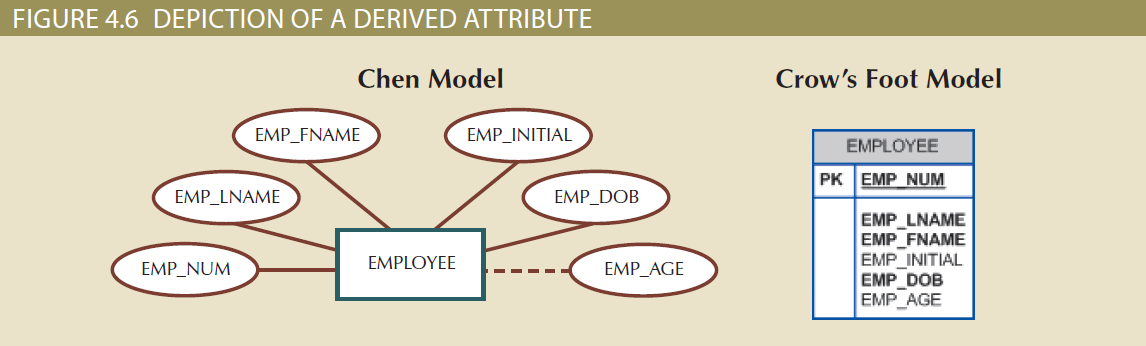 FIGURE 4.6 DEPICTION OF A DERIVED ATTRIBUTE
Chen Model
EMP_FNAME
EMP_INITIAL
EMP_LNAME
EMP_DOB
EMP_NUM
EMPLOYEE
EMP_AGE
Crow's Foot Model
EMPLOYEE
PK EMP_NUM
EMP_LNAME
EMP_FNAME
EMP_INITIAL
EMP_DOB
EMP_AGE